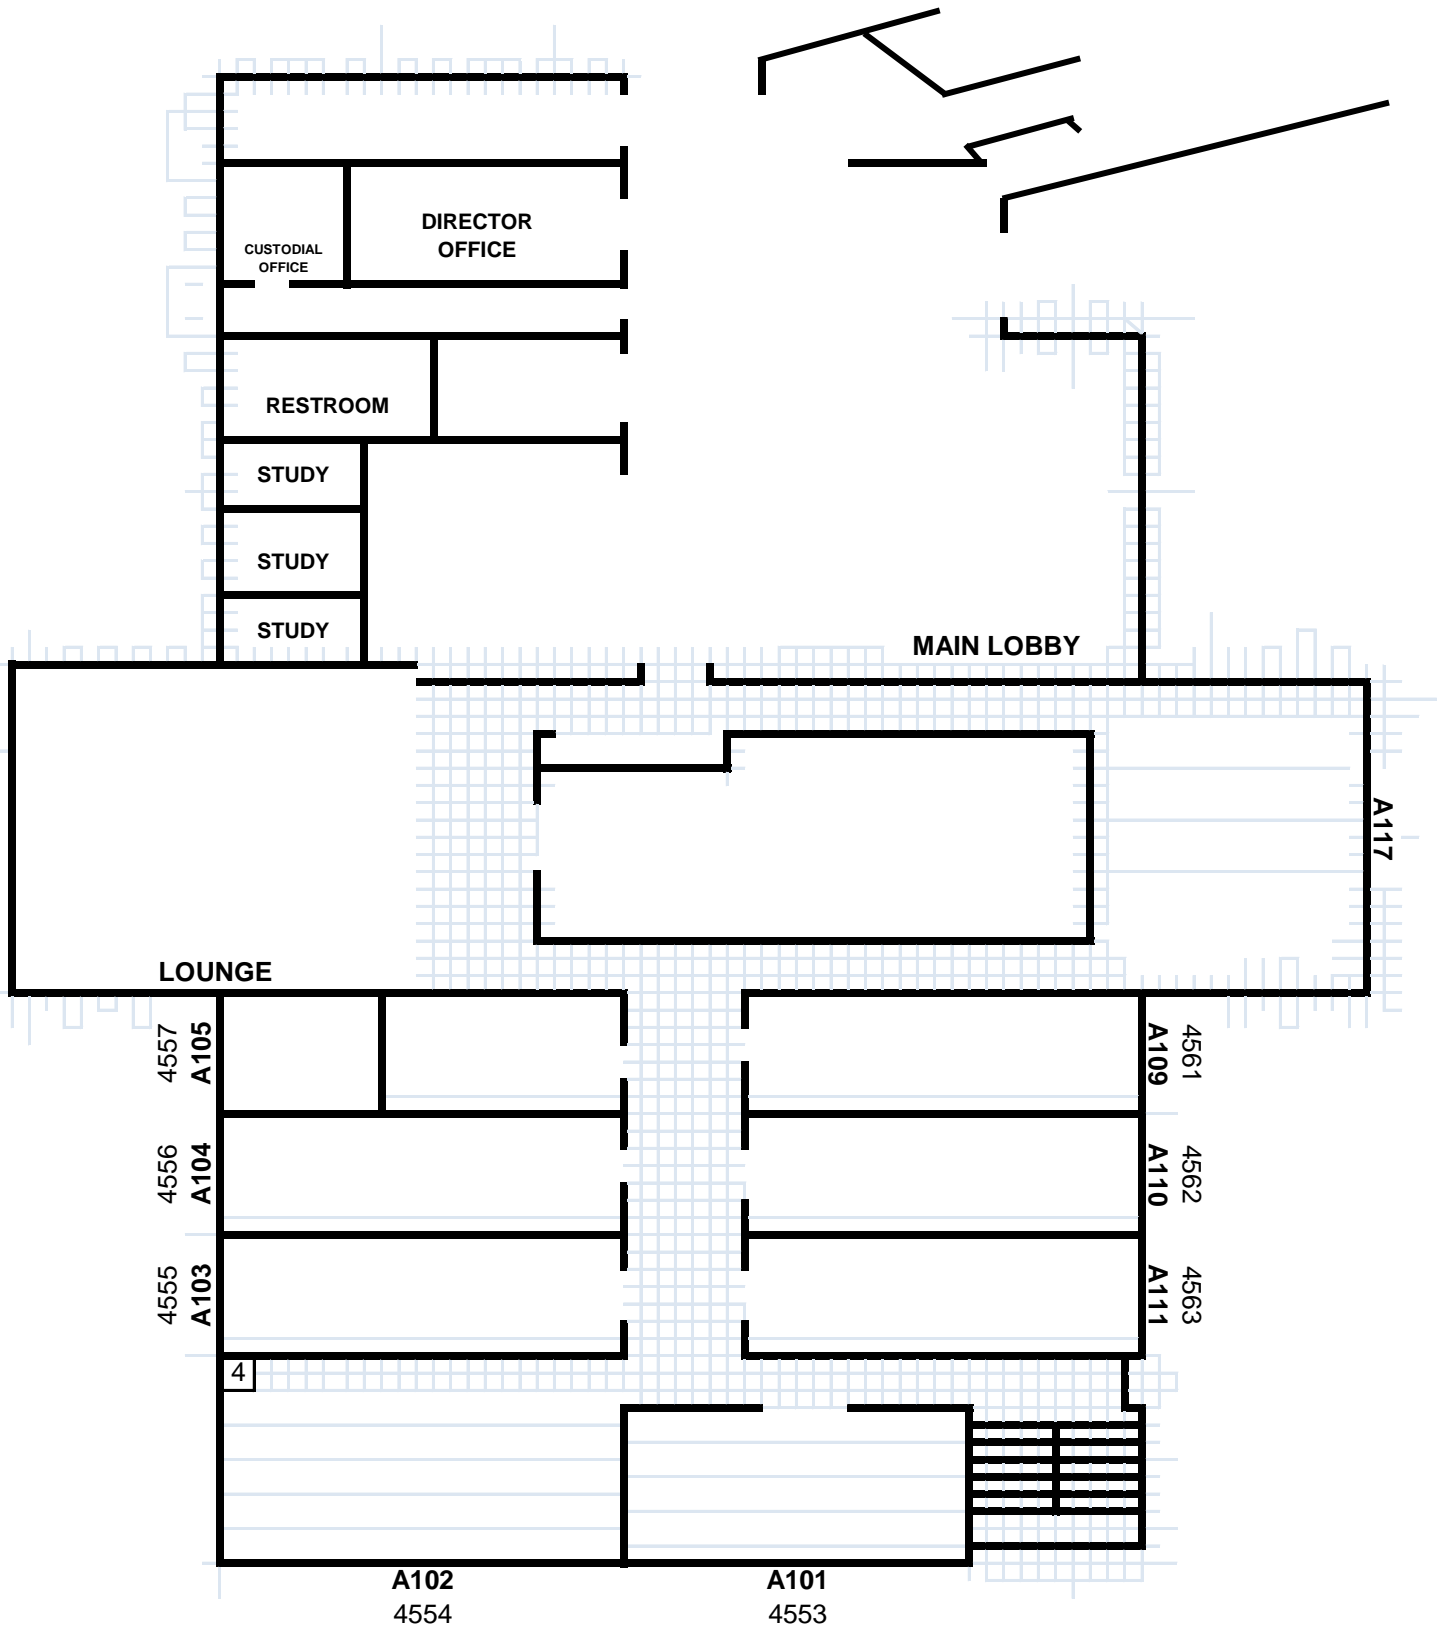 DIRECTOR
OFFICE
CUSTODIAL
OFFICE
RESTROOM
STUDY
STUDY
STUDY
MAIN LOBBY
A117
LOUNGE
4557
A105
A109
4561
4556
A104
A110
4562
4555
A103
A111
4563
4
A102
4554
A101
4553